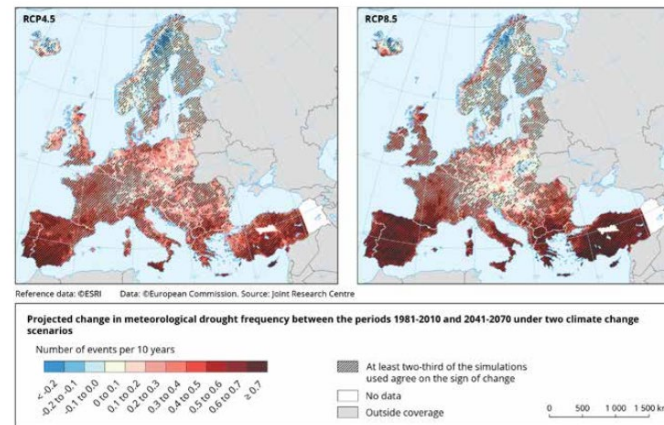 RCP4.5
RCP8.5
Reference data: ©ESRI Data: ©European Commission. Source: Joint Research Centre
Projected change in meteorological drought frequency between the periods 1981-2010 and 2041-2070 under two climate change
scenarios
Number of events per 10 years
< -0.2
-0.2 to -0.1
-0.1 to 0.0
0 to 0.1
0.1 to 0.2
0.2 to 0.3
0.3 to 0.4
0.4 to 0.5
0.5 to 0.6
0.6 to 0.7
≥ 0.7
At least two-third of the simulations
used agree on the sign of change
No data
Outside coverage
0 500 1 000 1 500 km